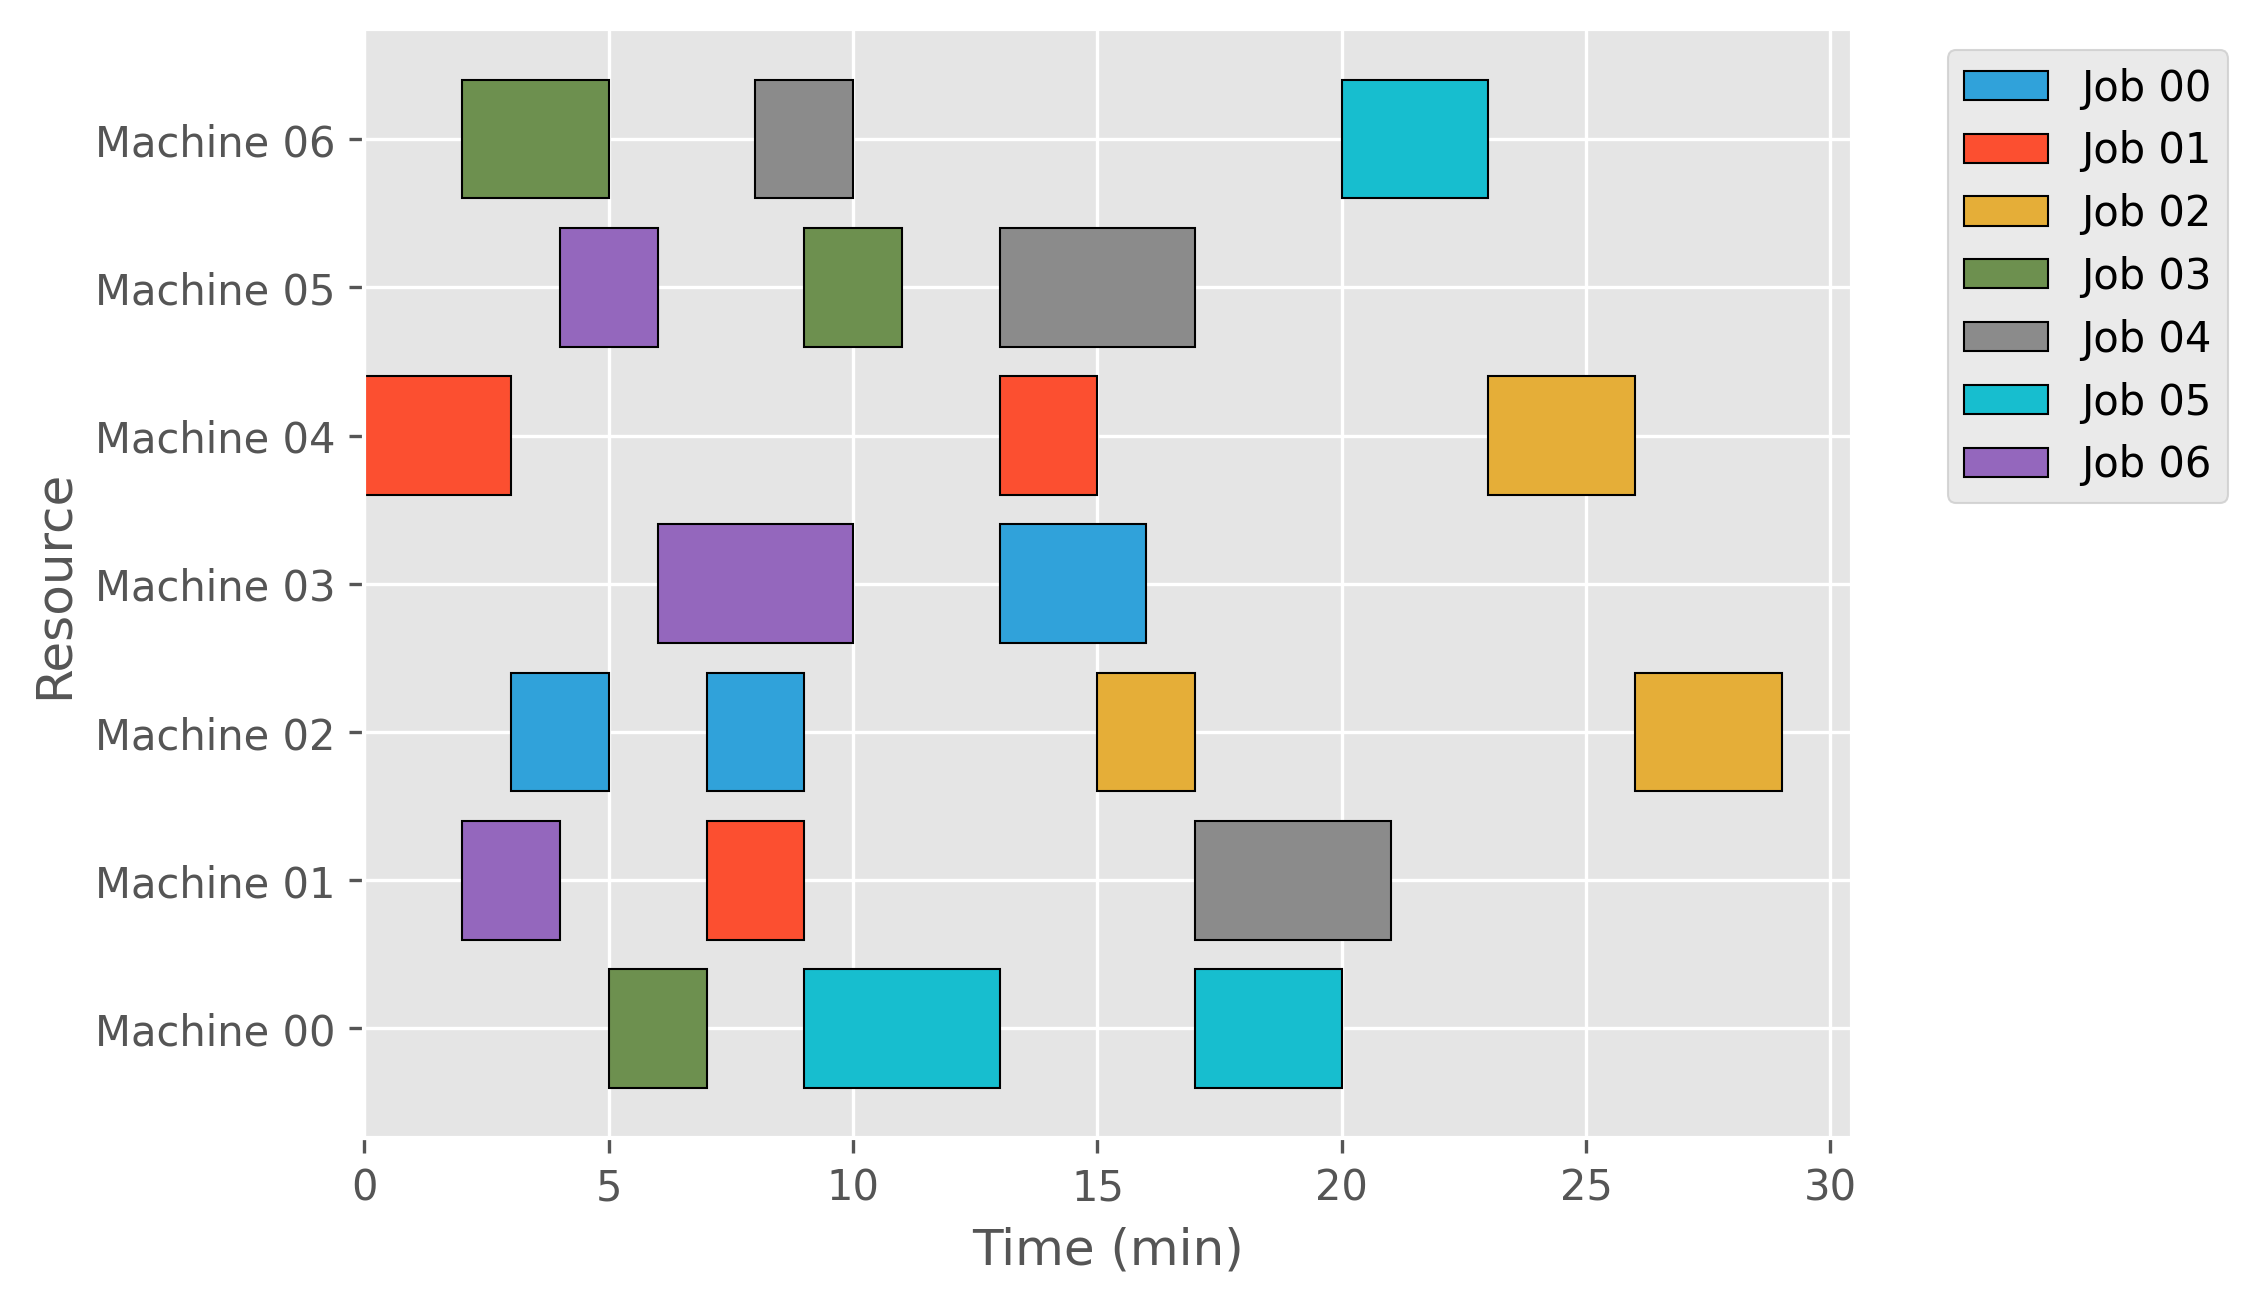 Machine 06
Machine 05
Machine 04
Machine 03
Machine 02
Machine 01
Machine 00
Resource
0 5 10 15 20 25 30
Time (min)
Job 00
Job 01
Job 02
Job 03
Job 04
Job 05
Job 06